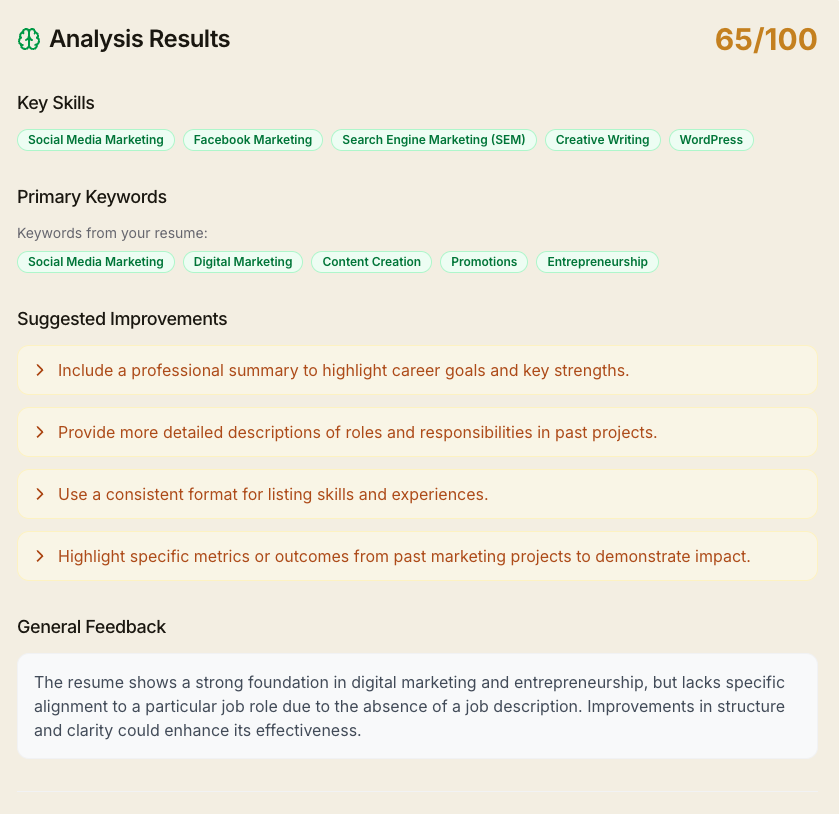 Analysis Results
65/100
Key Skills
Social Media Marketing Facebook Marketing Search Engine Marketing (SEM) Creative Writing WordPress
Primary Keywords
Keywords from your resume:
Social Media Marketing Digital Marketing Content Creation Promotions Entrepreneurship
Suggested Improvements
Include a professional summary to highlight career goals and key strengths.
Provide more detailed descriptions of roles and responsibilities in past projects.
Use a consistent format for listing skills and experiences.
Highlight specific metrics or outcomes from past marketing projects to demonstrate impact.
General Feedback
The resume shows a strong foundation in digital marketing and entrepreneurship, but lacks specific
alignment to a particular job role due to the absence of a job description. Improvements in structure
and clarity could enhance its effectiveness.